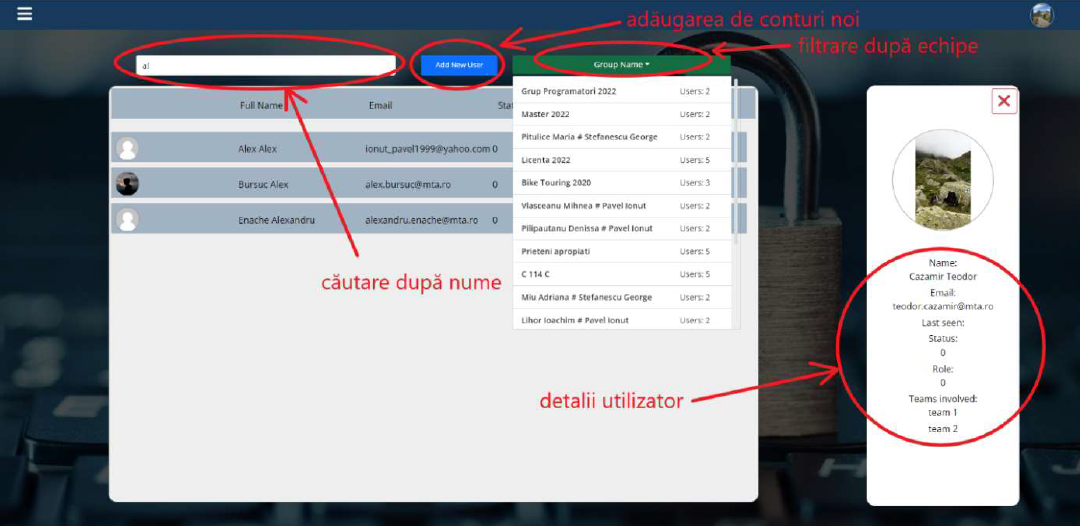 adăugarea de conturi noi
filtrare după echipe
al
Add New User
Group Name
Full Name Email Stat
Grup Programatori 2022 Users: 2
Master 2022 Users: 2
Pitulice Maria # Stefanescu George Users: 2
Licenta 2022 Users: 5
Bike Touring 2020 Users: 3
Vlasceanu Mihnea # Pavel Ionut Users: 2
Pilipautanu Denissa # Pavel Ionut Users: 2
Prieteni apropiati Users: 5
C 114 C Users: 5
Miu Adriana # Stefanescu George Users: 2
Lihor Ioachim # Pavel Ionut Users: 2
Alex Alex ionut_pavel1999@yahoo.com 0
Bursuc Alex alex.bursuc@mta.ro 0
Enache Alexandru alexandru.enache@mta.ro 0
căutare după nume
detalii utilizator
Name:
Cazamir Teodor
Email:
teodor.cazamir@mta.ro
Last seen:
Status:
0
Role:
0
Teams involved:
team 1
team 2